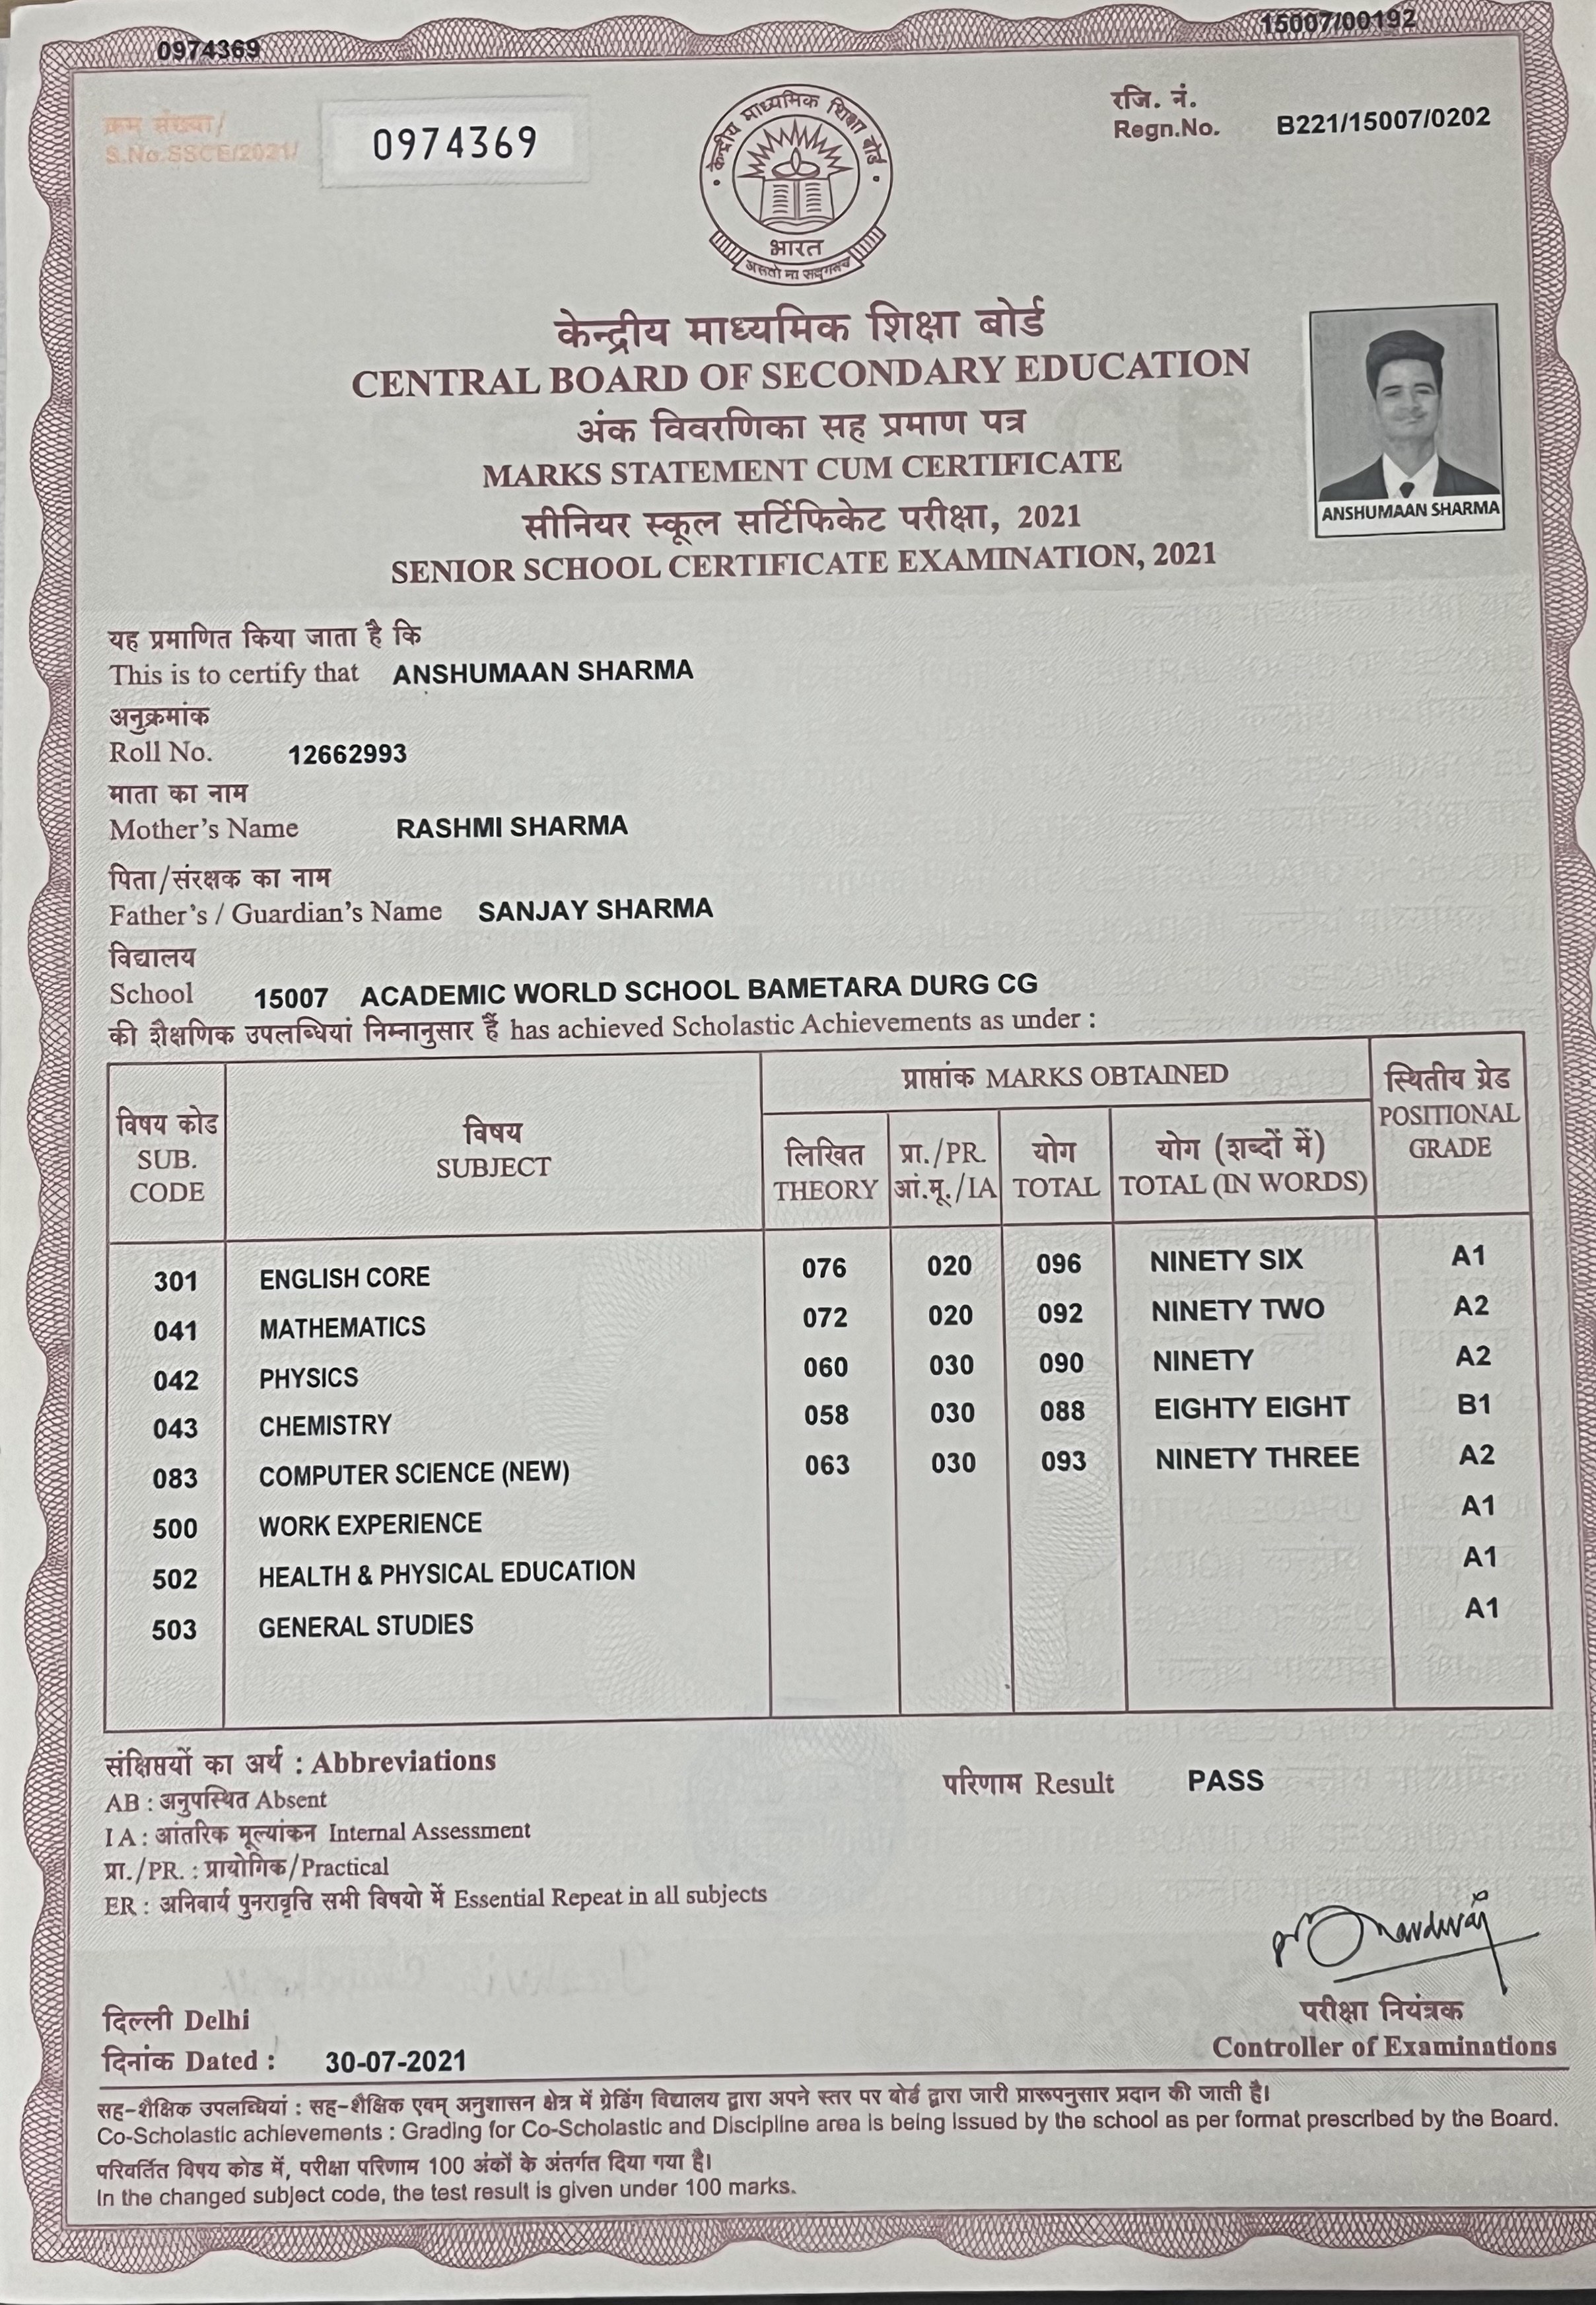 0974369
15007/00192
क्रम संख्या/
S.No.SSCE/2021/
0974369
रजि. नं.
Regn.No. B221/15007/0202
केन्द्रीय माध्यमिक शिक्षा बोर्ड
भारत
असतो मा सद्गमय
केन्द्रीय माध्यमिक शिक्षा बोर्ड
CENTRAL BOARD OF SECONDARY EDUCATION
अंक विवरणिका सह प्रमाण पत्र
MARKS STATEMENT CUM CERTIFICATE
सीनियर स्कूल सर्टिफिकेट परीक्षा, 2021
SENIOR SCHOOL CERTIFICATE EXAMINATION, 2021
ANSHUMAAN SHARMA
यह प्रमाणित किया जाता है कि
This is to certify that ANSHUMAAN SHARMA
अनुक्रमांक
Roll No. 12662993
माता का नाम
Mother's Name RASHMI SHARMA
पिता/संरक्षक का नाम
Father's / Guardian's Name SANJAY SHARMA
विद्यालय
School 15007 ACADEMIC WORLD SCHOOL BAMETARA DURG CG
की शैक्षणिक उपलब्धियां निम्नानुसार हैं has achieved Scholastic Achievements as under :
विषय कोड
SUB.
CODE
विषय
SUBJECT
प्राप्तांक MARKS OBTAINED
लिखित
THEORY
प्रा./PR.
आं.मू./IA
योग
TOTAL
योग (शब्दों में)
TOTAL (IN WORDS)
स्थितीय ग्रेड
POSITIONAL
GRADE
301 ENGLISH CORE 076 020 096 NINETY SIX A1
041 MATHEMATICS 072 020 092 NINETY TWO A2
042 PHYSICS 060 030 090 NINETY A2
043 CHEMISTRY 058 030 088 EIGHTY EIGHT B1
083 COMPUTER SCIENCE (NEW) 063 030 093 NINETY THREE A2
500 WORK EXPERIENCE A1
502 HEALTH & PHYSICAL EDUCATION A1
503 GENERAL STUDIES A1
संक्षिप्तयों का अर्थ : Abbreviations
AB : अनुपस्थित Absent
IA : आंतरिक मूल्यांकन Internal Assessment
प्रा./PR. : प्रायोगिक/Practical
ER : अनिवार्य पुनरावृत्ति सभी विषयो में Essential Repeat in all subjects
परिणाम Result PASS
दिल्ली Delhi
दिनांक Dated : 30-07-2021
परीक्षा नियंत्रक
Controller of Examinations
सह-शैक्षिक उपलब्धियां : सह-शैक्षिक एवम् अनुशासन क्षेत्र में ग्रेडिंग विद्यालय द्वारा अपने स्तर पर बोर्ड द्वारा जारी प्रारूपनुसार प्रदान की जाती है।
Co-Scholastic achievements : Grading for Co-Scholastic and Discipline area is being issued by the school as per format prescribed by the Board.
परिवर्तित विषय कोड में, परीक्षा परिणाम 100 अंकों के अंतर्गत दिया गया है।
In the changed subject code, the test result is given under 100 marks.